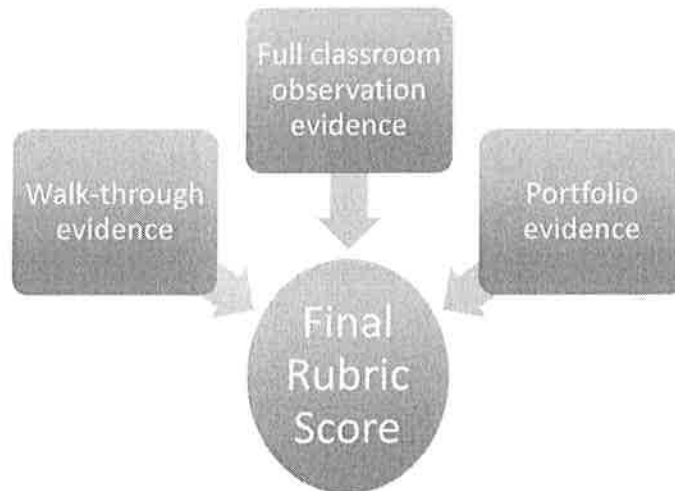 Full classroom
observation
evidence
Walk-through
evidence
Portfolio
evidence
Final
Rubric
Score